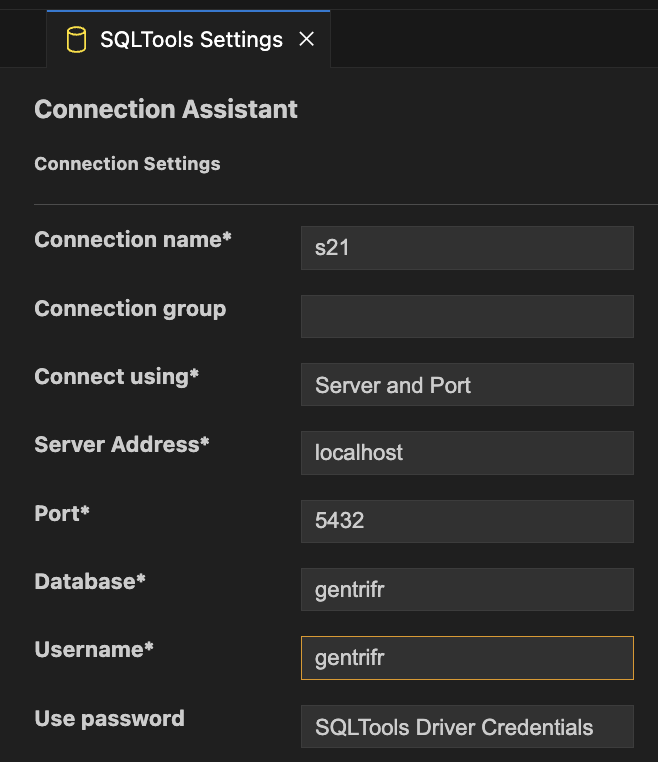 SQLTools Settings
Connection Assistant
Connection Settings
Connection name* s21
Connection group
Connect using* Server and Port
Server Address* localhost
Port* 5432
Database* gentrifr
Username* gentrifr
Use password SQLTools Driver Credentials